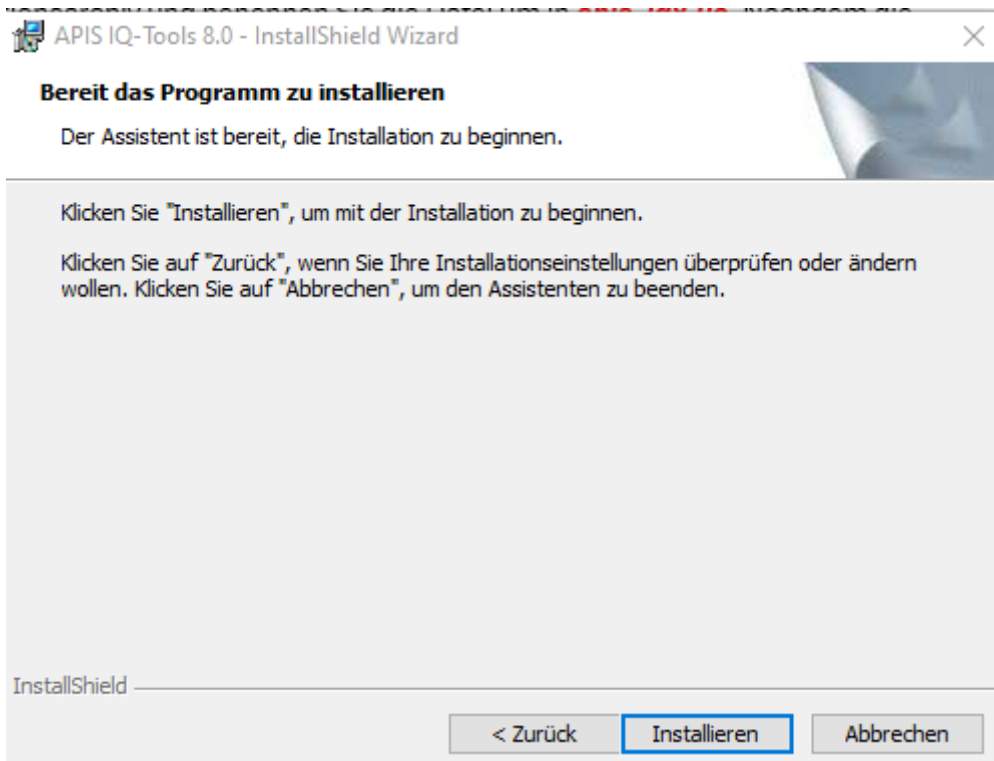 APIS IQ-Tools 8.0 - InstallShield Wizard
Bereit das Programm zu installieren
Der Assistent ist bereit, die Installation zu beginnen.
Klicken Sie "Installieren", um mit der Installation zu beginnen.
Klicken Sie auf "Zurück", wenn Sie Ihre Installationseinstellungen überprüfen oder ändern
wollen. Klicken Sie auf "Abbrechen", um den Assistenten zu beenden.
InstallShield
< Zurück Installieren Abbrechen